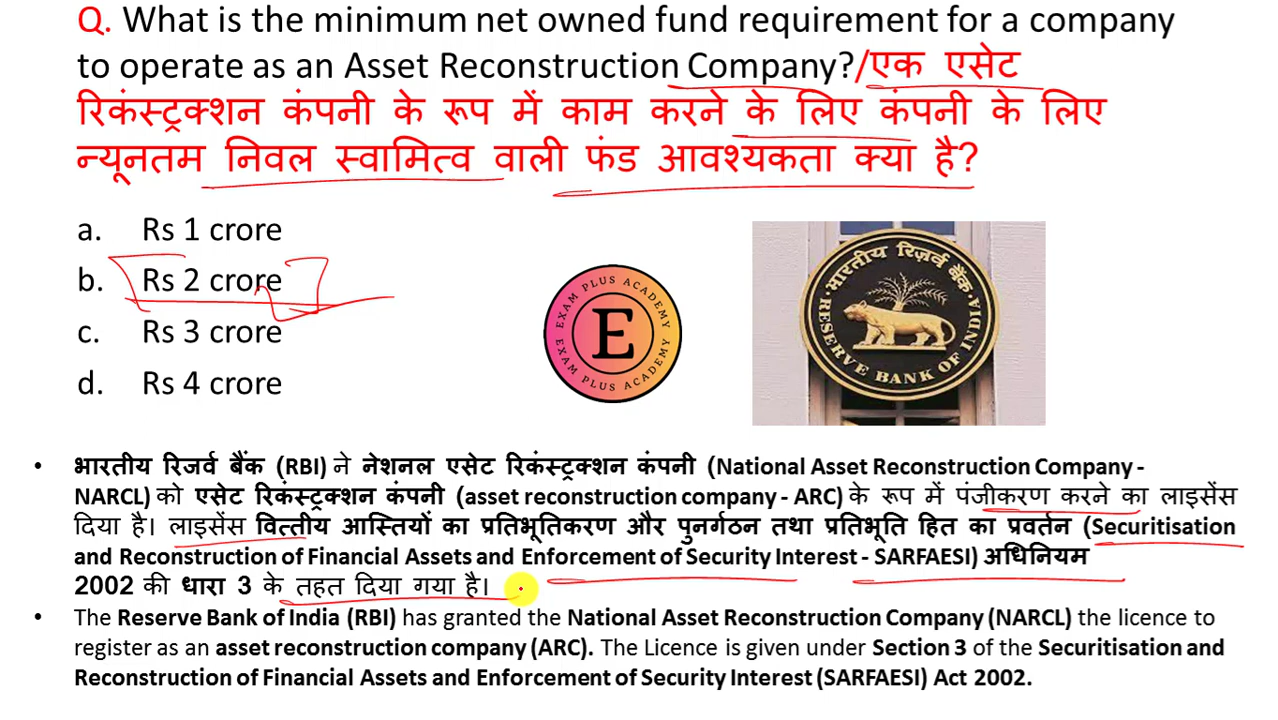 Q. What is the minimum net owned fund requirement for a company
to operate as an Asset Reconstruction Company?/एक एसेट
रिकंस्ट्रक्शन कंपनी के रूप में काम करने के लिए कंपनी के लिए
न्यूनतम निवल स्वामित्व वाली फंड आवश्यकता क्या है?
a. Rs 1 crore
b. Rs 2 crore
c. Rs 3 crore
d. Rs 4 crore
EXAM PLUS ACADEMY
E
EXAM PLUS ACADEMY
भारतीय रिज़र्व बैंक
RESERVE BANK OF INDIA
• भारतीय रिजर्व बैंक (RBI) ने नेशनल एसेट रिकंस्ट्रक्शन कंपनी (National Asset Reconstruction Company -
NARCL) को एसेट रिकंस्ट्रक्शन कंपनी (asset reconstruction company - ARC) के रूप में पंजीकरण करने का लाइसेंस
दिया है। लाइसेंस वित्तीय आस्तियों का प्रतिभूतिकरण और पुनर्गठन तथा प्रतिभूति हित का प्रवर्तन (Securitisation
and Reconstruction of Financial Assets and Enforcement of Security Interest - SARFAESI) अधिनियम
2002 की धारा 3 के तहत दिया गया है।
• The Reserve Bank of India (RBI) has granted the National Asset Reconstruction Company (NARCL) the licence to
register as an asset reconstruction company (ARC). The Licence is given under Section 3 of the Securitisation and
Reconstruction of Financial Assets and Enforcement of Security Interest (SARFAESI) Act 2002.